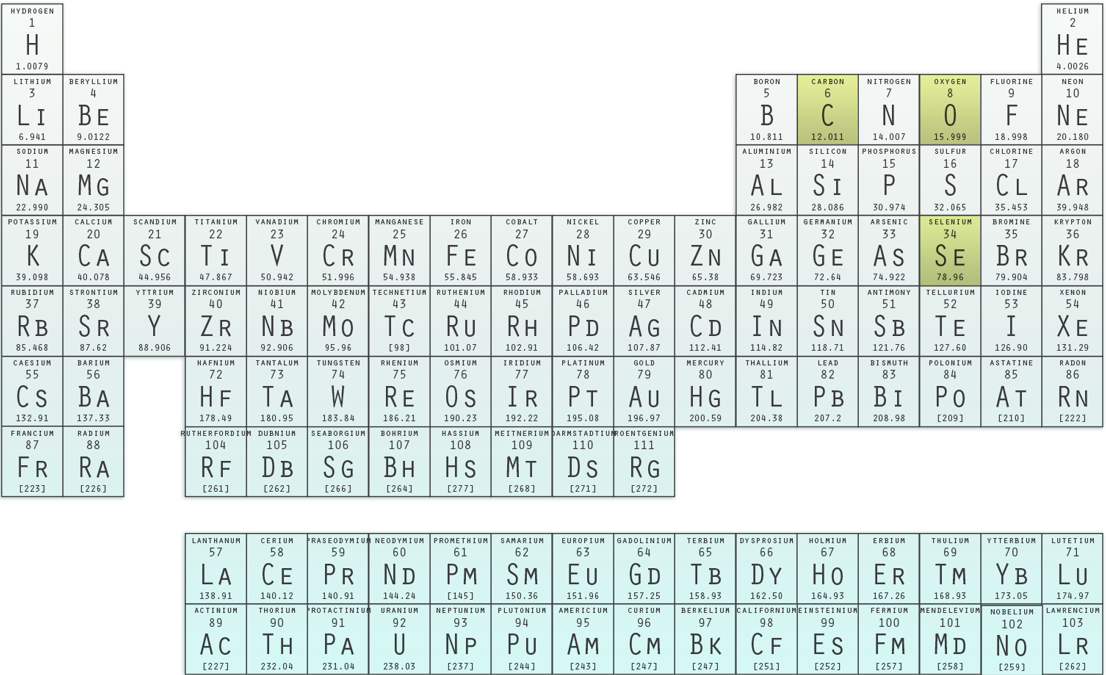 HYDROGEN HELIUM
1 2
H HE
1.0079 4.0026
LITHIUM BERYLLIUM BORON CARBON NITROGEN OXYGEN FLUORINE NEON
3 4 5 6 7 8 9 10
LI BE B C N O F NE
6.941 9.0122 10.811 12.011 14.007 15.999 18.998 20.180
SODIUM MAGNESIUM ALUMINIUM SILICON PHOSPHORUS SULFUR CHLORINE ARGON
11 12 13 14 15 16 17 18
NA MG AL SI P S CL AR
22.990 24.305 26.982 28.086 30.974 32.065 35.453 39.948
POTASSIUM CALCIUM SCANDIUM TITANIUM VANADIUM CHROMIUM MANGANESE IRON COBALT NICKEL COPPER ZINC GALLIUM GERMANIUM ARSENIC SELENIUM BROMINE KRYPTON
19 20 21 22 23 24 25 26 27 28 29 30 31 32 33 34 35 36
K CA SC TI V CR MN FE CO NI CU ZN GA GE AS SE BR KR
39.098 40.078 44.956 47.867 50.942 51.996 54.938 55.845 58.933 58.693 63.546 65.38 69.723 72.64 74.922 78.96 79.904 83.798
RUBIDIUM STRONTIUM YTTRIUM ZIRCONIUM NIOBIUM MOLYBDENUM TECHNETIUM RUTHENIUM RHODIUM PALLADIUM SILVER CADMIUM INDIUM TIN ANTIMONY TELLURIUM IODINE XENON
37 38 39 40 41 42 43 44 45 46 47 48 49 50 51 52 53 54
RB SR Y ZR NB MO TC RU RH PD AG CD IN SN SB TE I XE
85.468 87.62 88.906 91.224 92.906 95.96 [98] 101.07 102.91 106.42 107.87 112.41 114.82 118.71 121.76 127.60 126.90 131.29
CAESIUM BARIUM HAFNIUM TANTALUM TUNGSTEN RHENIUM OSMIUM IRIDIUM PLATINUM GOLD MERCURY THALLIUM LEAD BISMUTH POLONIUM ASTATINE RADON
55 56 72 73 74 75 76 77 78 79 80 81 82 83 84 85 86
CS BA HF TA W RE OS IR PT AU HG TL PB BI PO AT RN
132.91 137.33 178.49 180.95 183.84 186.21 190.23 192.22 195.08 196.97 200.59 204.38 207.2 208.98 [209] [210] [222]
FRANCIUM RADIUM RUTHERFORDIUM DUBNIUM SEABORGIUM BOHRIUM HASSIUM MEITNERIUM DARMSTADTIUM ROENTGENIUM
87 88 104 105 106 107 108 109 110 111
FR RA RF DB SG BH HS MT DS RG
[223] [226] [261] [262] [266] [264] [277] [268] [271] [272]
LANTHANUM CERIUM PRASEODYMIUM NEODYMIUM PROMETHIUM SAMARIUM EUROPIUM GADOLINIUM TERBIUM DYSPROSIUM HOLMIUM ERBIUM THULIUM YTTERBIUM LUTETIUM
57 58 59 60 61 62 63 64 65 66 67 68 69 70 71
LA CE PR ND PM SM EU GD TB DY HO ER TM YB LU
138.91 140.12 140.91 144.24 [145] 150.36 151.96 157.25 158.93 162.50 164.93 167.26 168.93 173.05 174.97
ACTINIUM THORIUM PROTACTINIUM URANIUM NEPTUNIUM PLUTONIUM AMERICIUM CURIUM BERKELIUM CALIFORNIUM EINSTEINIUM FERMIUM MENDELEVIUM NOBELIUM LAWRENCIUM
89 90 91 92 93 94 95 96 97 98 99 100 101 102 103
AC TH PA U NP PU AM CM BK CF ES FM MD NO LR
[227] 232.04 231.04 238.03 [237] [244] [243] [247] [247] [251] [252] [257] [258] [259] [262]